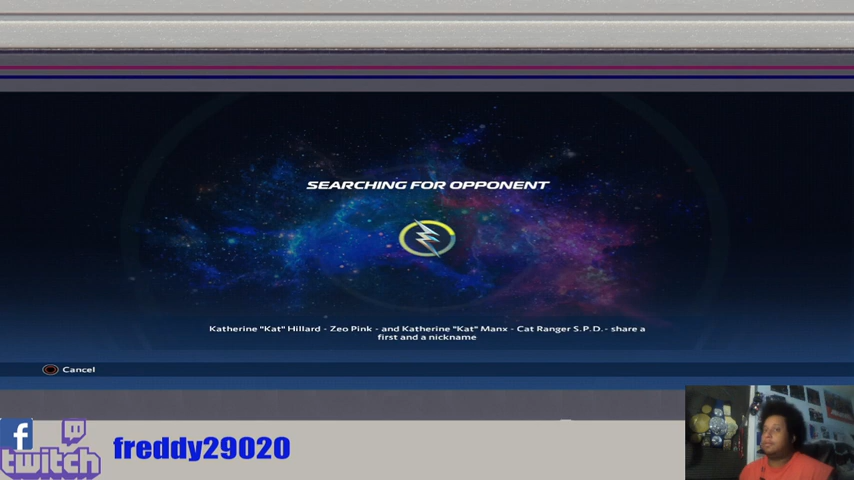 SEARCHING FOR OPPONENT
Katherine "Kat" Hillard - Zeo Pink - and Katherine "Kat" Manx - Cat Ranger S.P.D.- share a
first and a nickname
Cancel
f
twitch
freddy29020